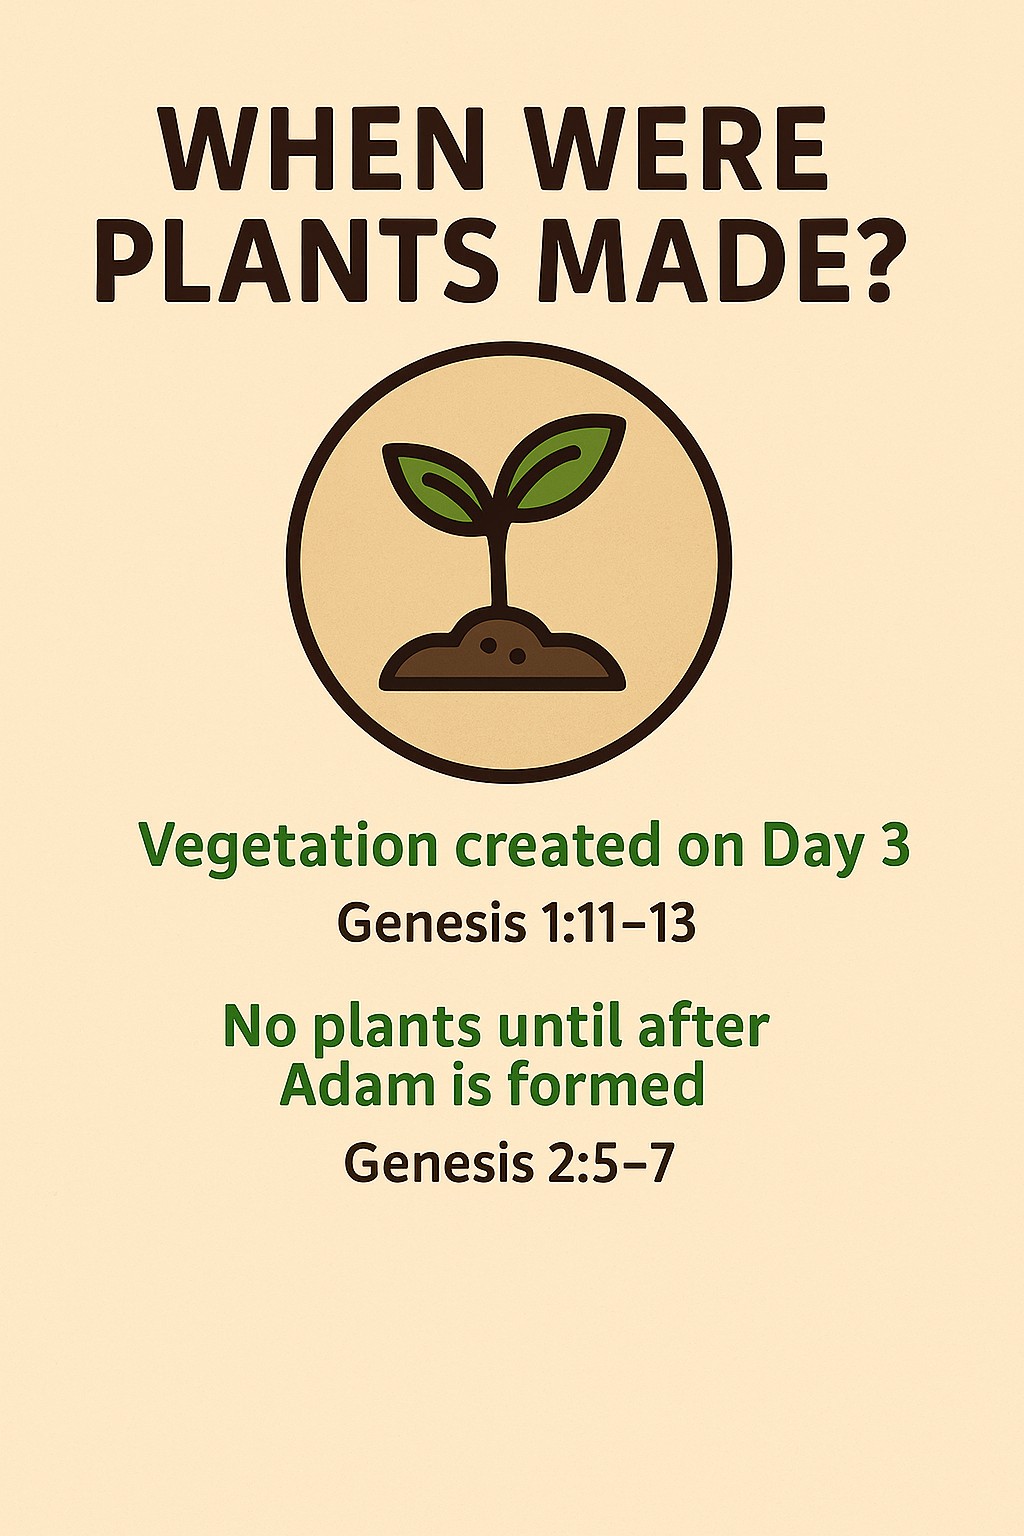 WHEN WERE
PLANTS MADE?
Vegetation created on Day 3
Genesis 1:11–13
No plants until after
Adam is formed
Genesis 2:5–7